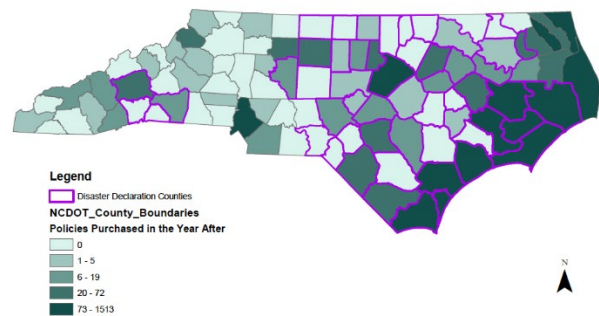 Legend
Disaster Declaration Counties
NCDOT_County_Boundaries
Policies Purchased in the Year After
0
1 - 5
6 - 19
20 - 72
73 - 1513
N